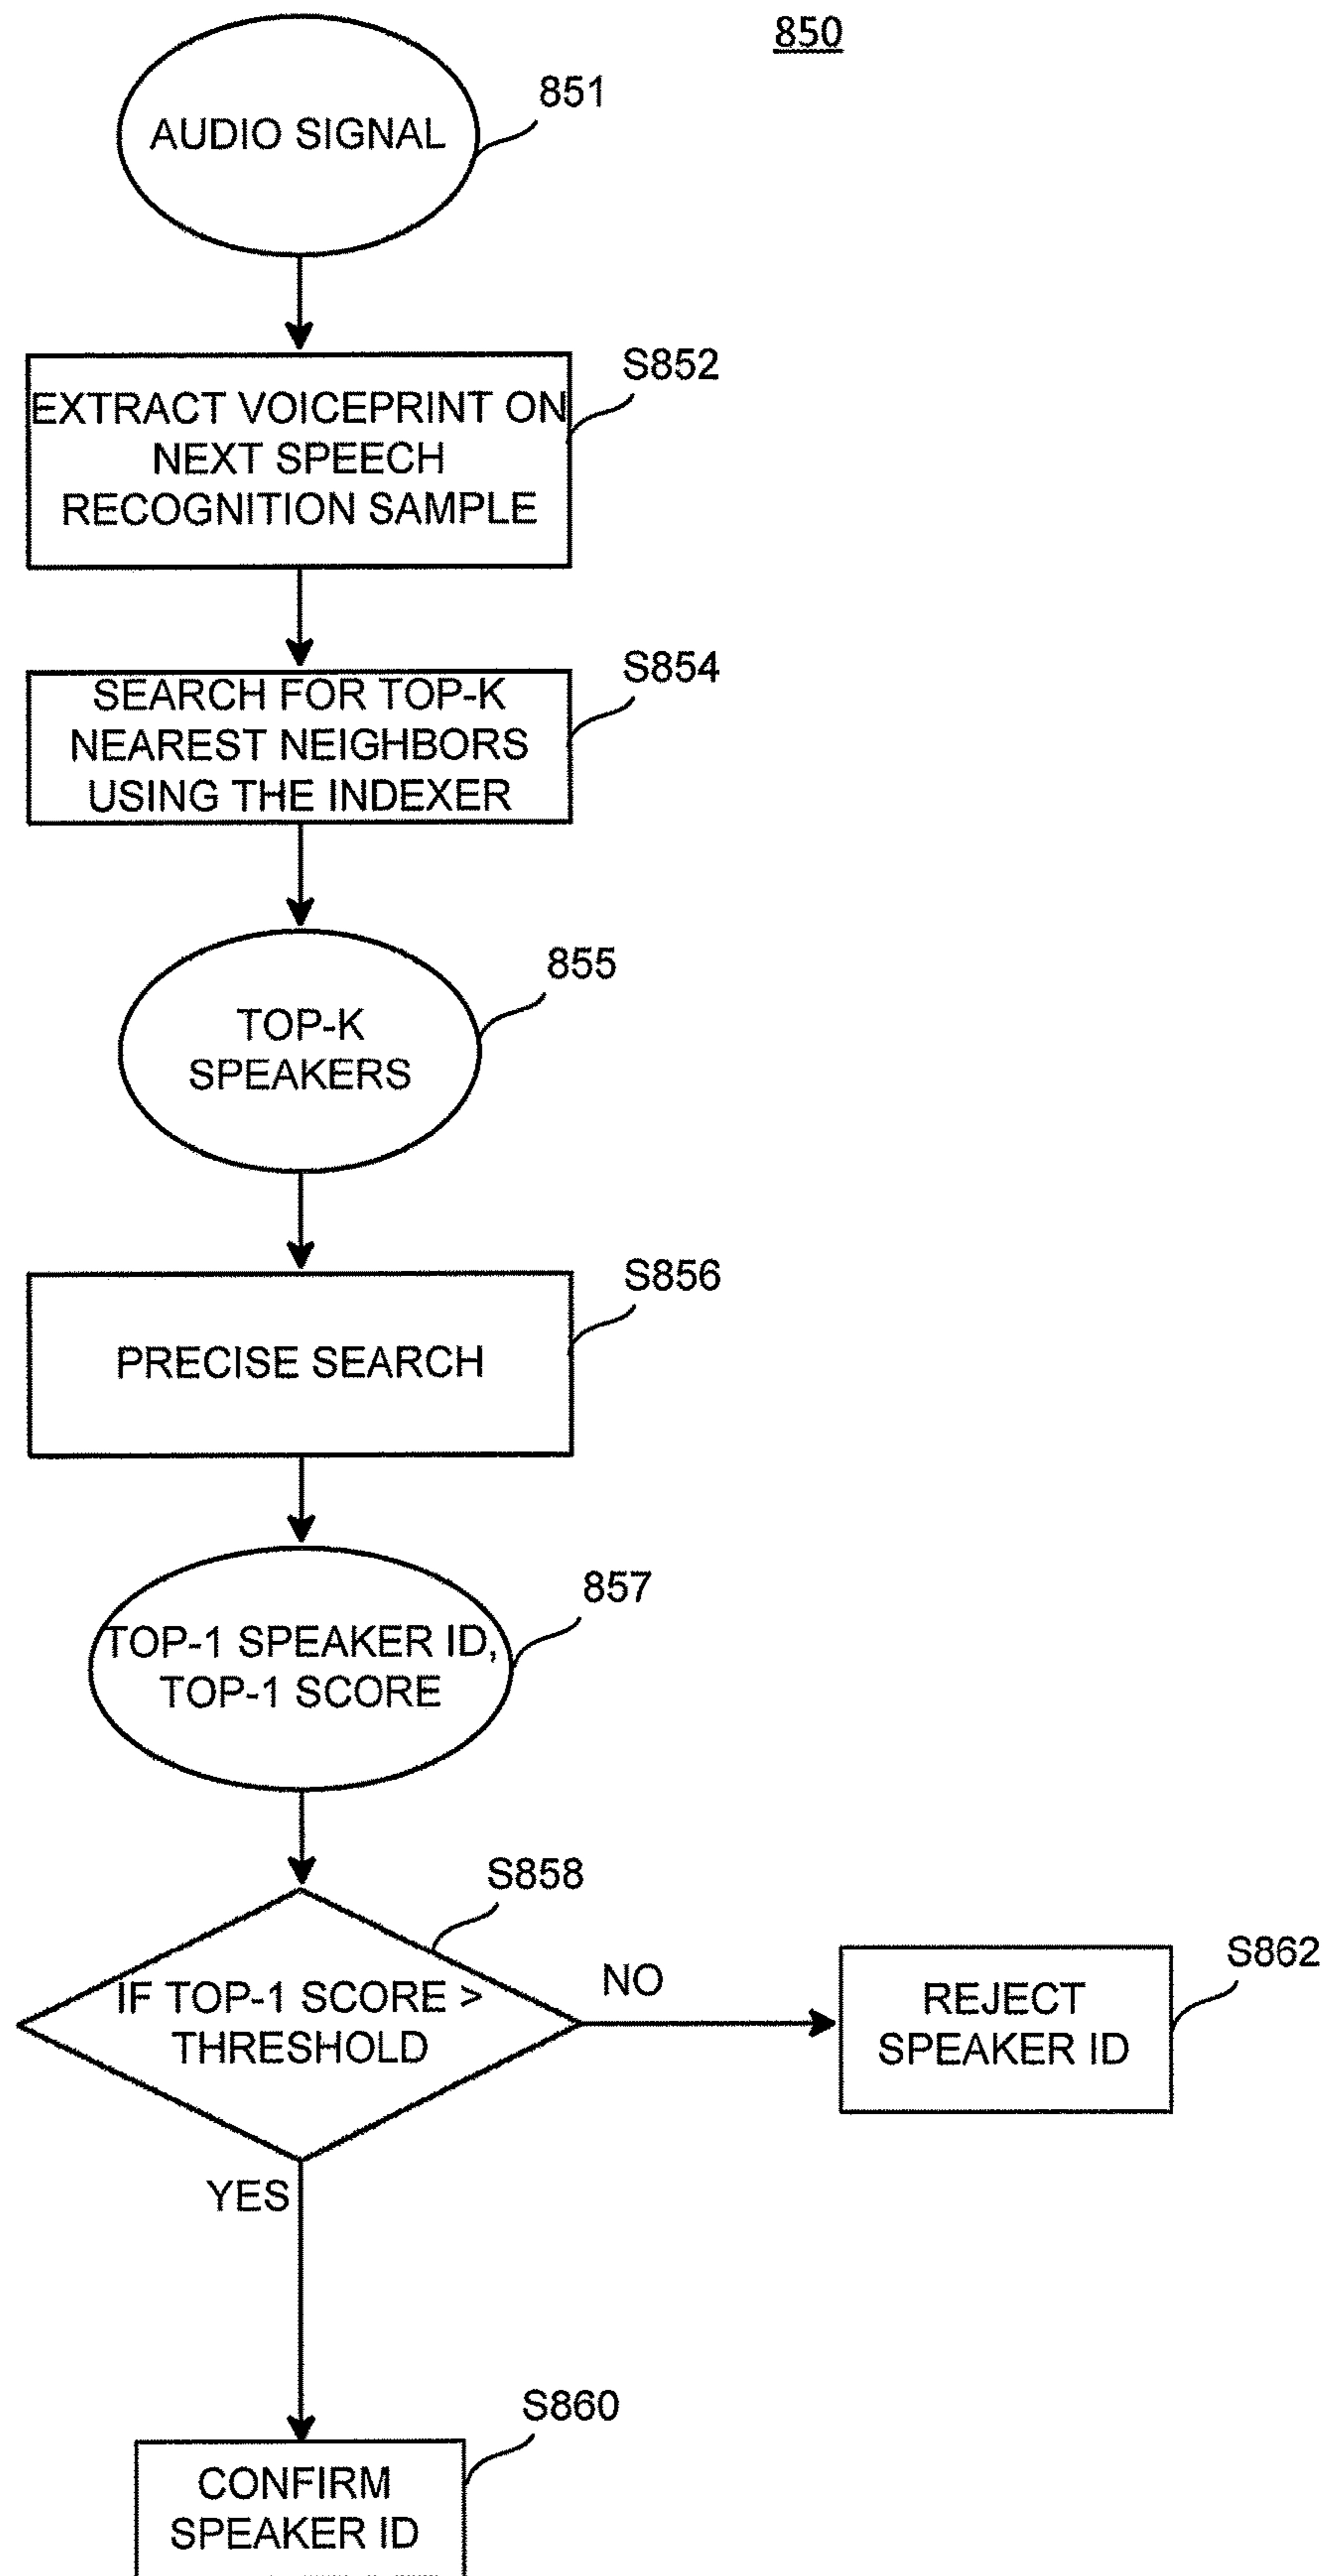 850
851
AUDIO SIGNAL
S852
EXTRACT VOICEPRINT ON
NEXT SPEECH
RECOGNITION SAMPLE
S854
SEARCH FOR TOP-K
NEAREST NEIGHBORS
USING THE INDEXER
855
TOP-K
SPEAKERS
S856
PRECISE SEARCH
857
TOP-1 SPEAKER ID,
TOP-1 SCORE
S858
IF TOP-1 SCORE >
THRESHOLD
NO
S862
REJECT
SPEAKER ID
YES
S860
CONFIRM
SPEAKER ID